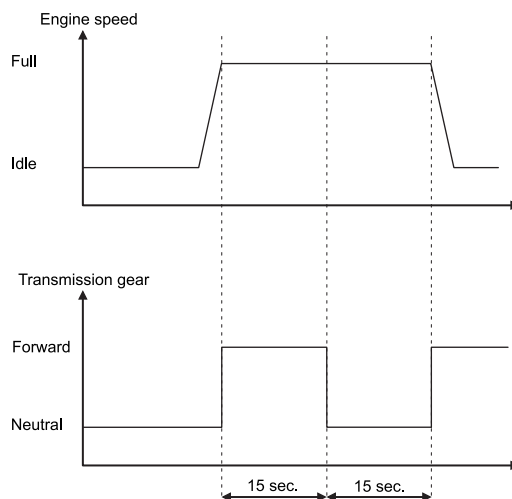 Engine speed
Full
Idle
Transmission gear
Forward
Neutral
15 sec.
15 sec.